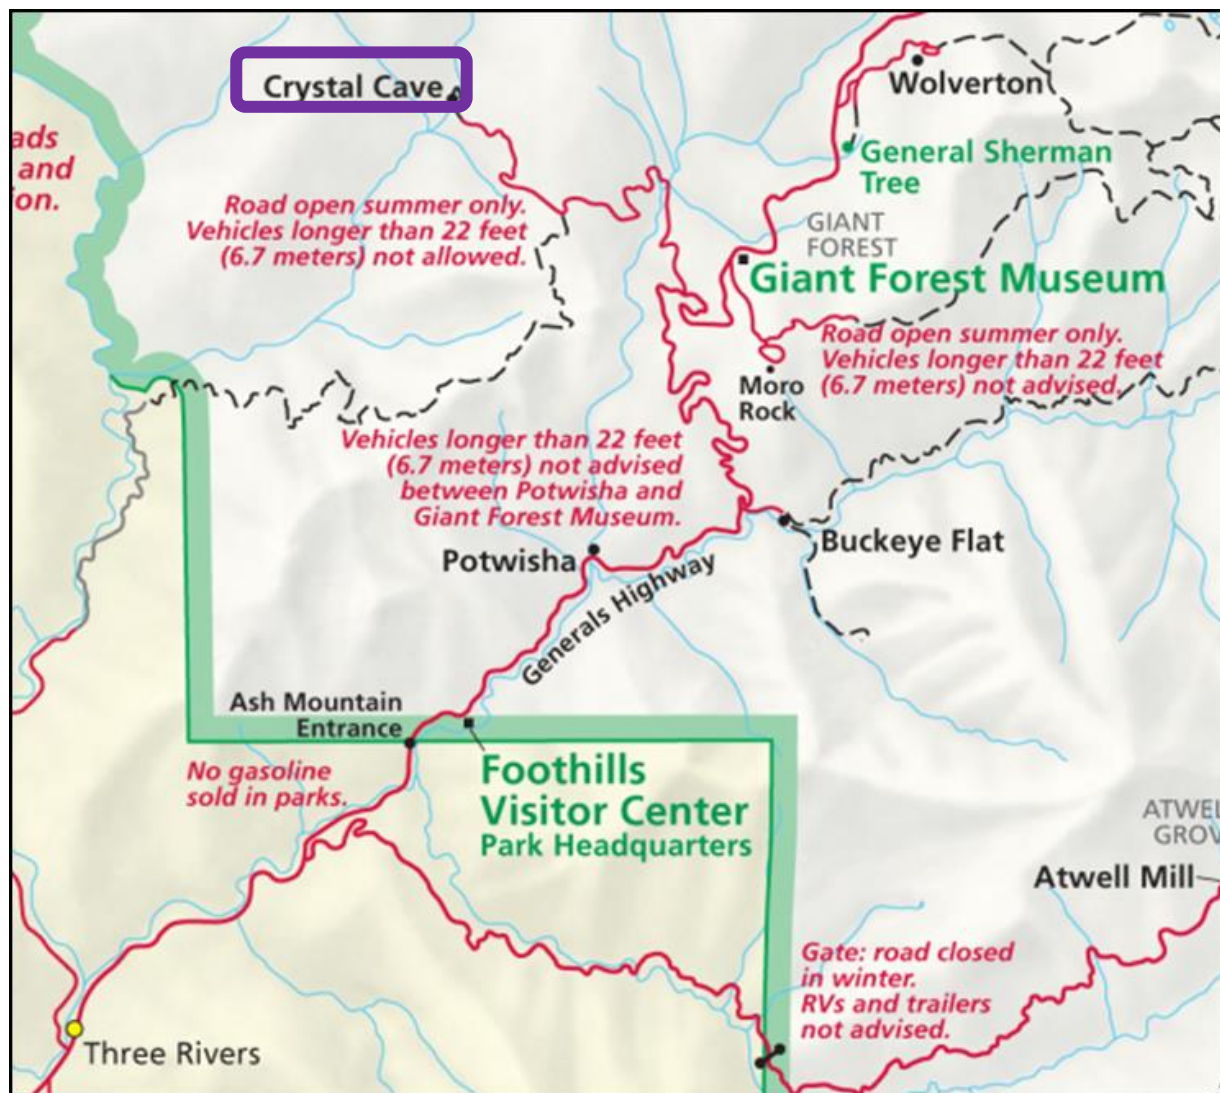 Crystal Cave
Wolverton
ads
and
on.
General Sherman
Tree
Road open summer only.
Vehicles longer than 22 feet
(6.7 meters) not allowed.
GIANT
FOREST
Giant Forest Museum
Road open summer only.
Vehicles longer than 22 feet
(6.7 meters) not advised.
Moro
Rock
Vehicles longer than 22 feet
(6.7 meters) not advised
between Potwisha and
Giant Forest Museum.
Potwisha
Buckeye Flat
Generals Highway
Ash Mountain
Entrance
No gasoline
sold in parks.
Foothills
Visitor Center
Park Headquarters
ATWEL
GROV
Atwell Mill
Gate: road closed
in winter.
RVs and trailers
not advised.
Three Rivers